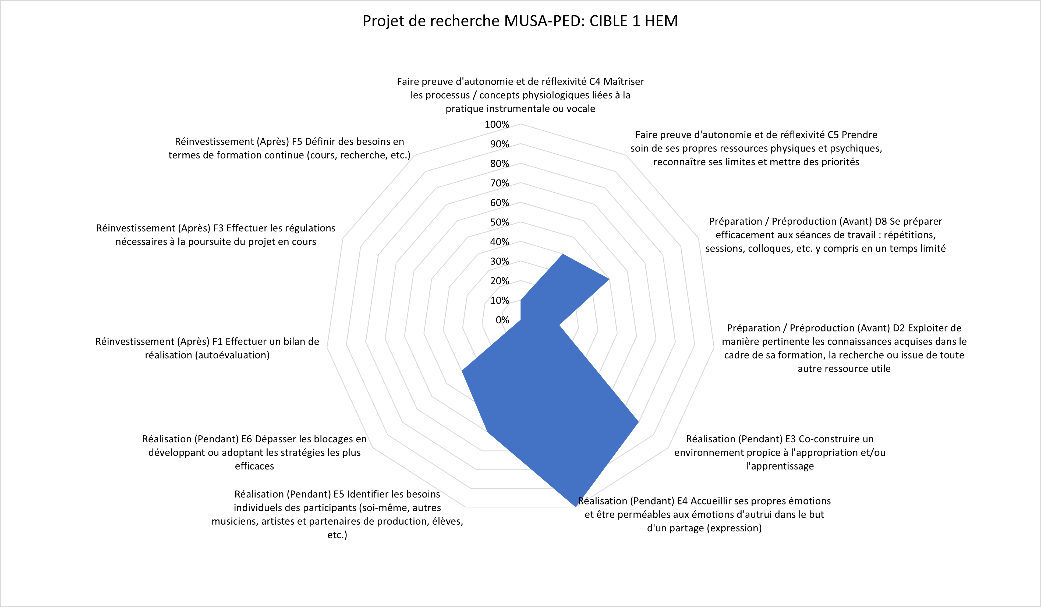 Projet de recherche MUSA-PED: CIBLE 1 HEM
Faire preuve d'autonomie et de réflexivité C4 Maîtriser
les processus / concepts physiologiques liées à la
pratique instrumentale ou vocale
Faire preuve d'autonomie et de réflexivité C5 Prendre
soin de ses propres ressources physiques et psychiques,
reconnaître ses limites et mettre des priorités
Préparation / Préproduction (Avant) D8 Se préparer
efficacement aux séances de travail : répétitions,
sessions, colloques, etc. y compris en un temps limité
Préparation / Préproduction (Avant) D2 Exploiter de
manière pertinente les connaissances acquises dans le
cadre de sa formation, la recherche ou issue de toute
autre ressource utile
Réalisation (Pendant) E3 Co-construire un
environnement propice à l'appropriation et/ou
l'apprentissage
Réalisation (Pendant) E4 Accueillir ses propres émotions
et être perméables aux émotions d'autrui dans le but
d'un partage (expression)
Réalisation (Pendant) E5 Identifier les besoins
individuels des participants (soi-même, autres
musiciens, artistes et partenaires de production, élèves,
etc.)
Réalisation (Pendant) E6 Dépasser les blocages en
développant ou adoptant les stratégies les plus
efficaces
Réinvestissement (Après) F1 Effectuer un bilan de
réalisation (autoévaluation)
Réinvestissement (Après) F3 Effectuer les régulations
nécessaires à la poursuite du projet en cours
Réinvestissement (Après) F5 Définir des besoins en
termes de formation continue (cours, recherche, etc.)
100%
90%
80%
70%
60%
50%
40%
30%
20%
10%
0%